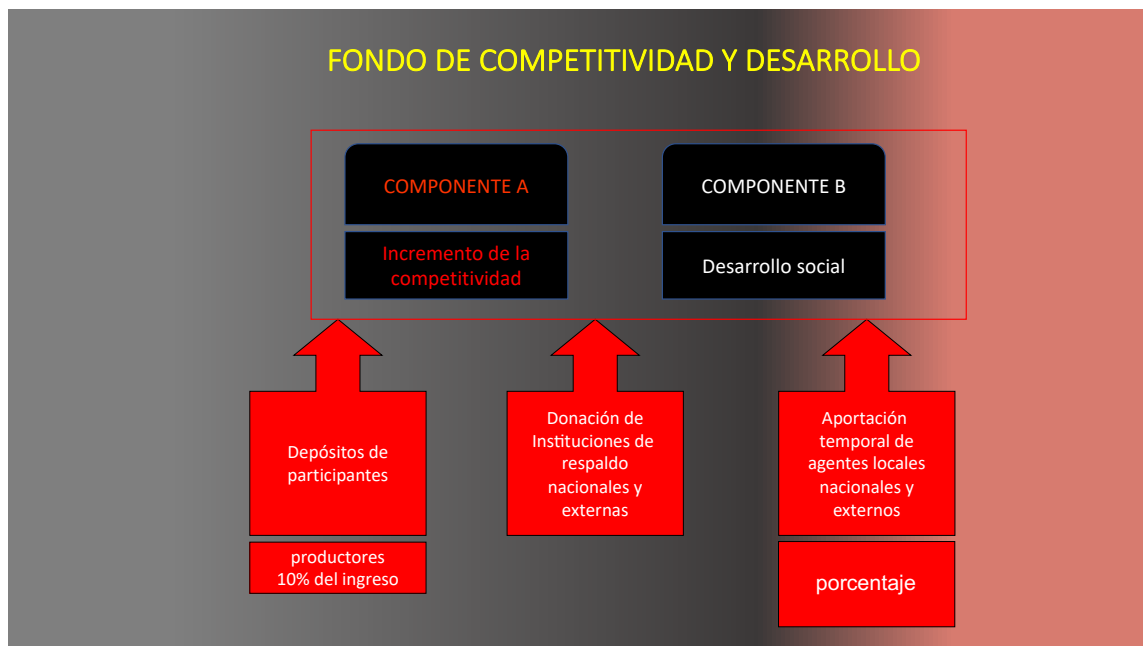 FONDO DE COMPETITIVIDAD Y DESARROLLO
COMPONENTE A
COMPONENTE B
Incremento de la
competitividad
Desarrollo social
Depósitos de
participantes
Donación de
Instituciones de
respaldo
nacionales y
externas
Aportación
temporal de
agentes locales
nacionales y
externos
productores
10% del ingreso
porcentaje